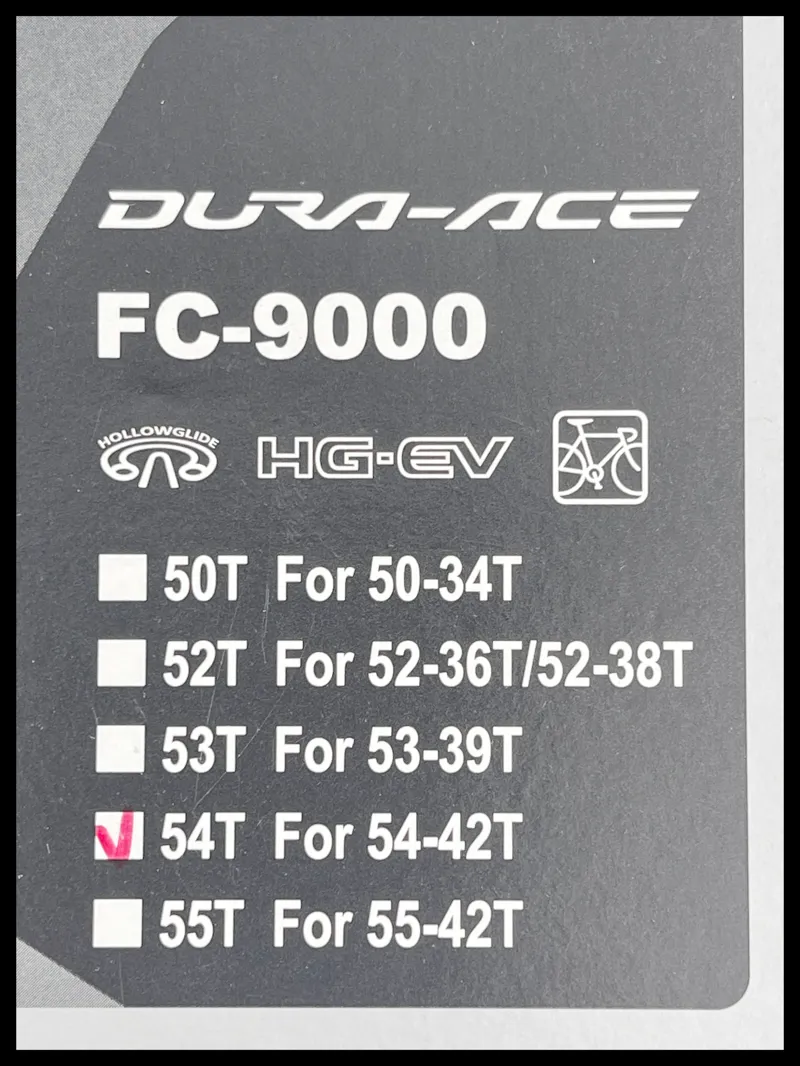 DURA-ACE
FC-9000
HOLLOWGLIDE HG-EV
50T For 50-34T
52T For 52-36T/52-38T
53T For 53-39T
54T For 54-42T
55T For 55-42T